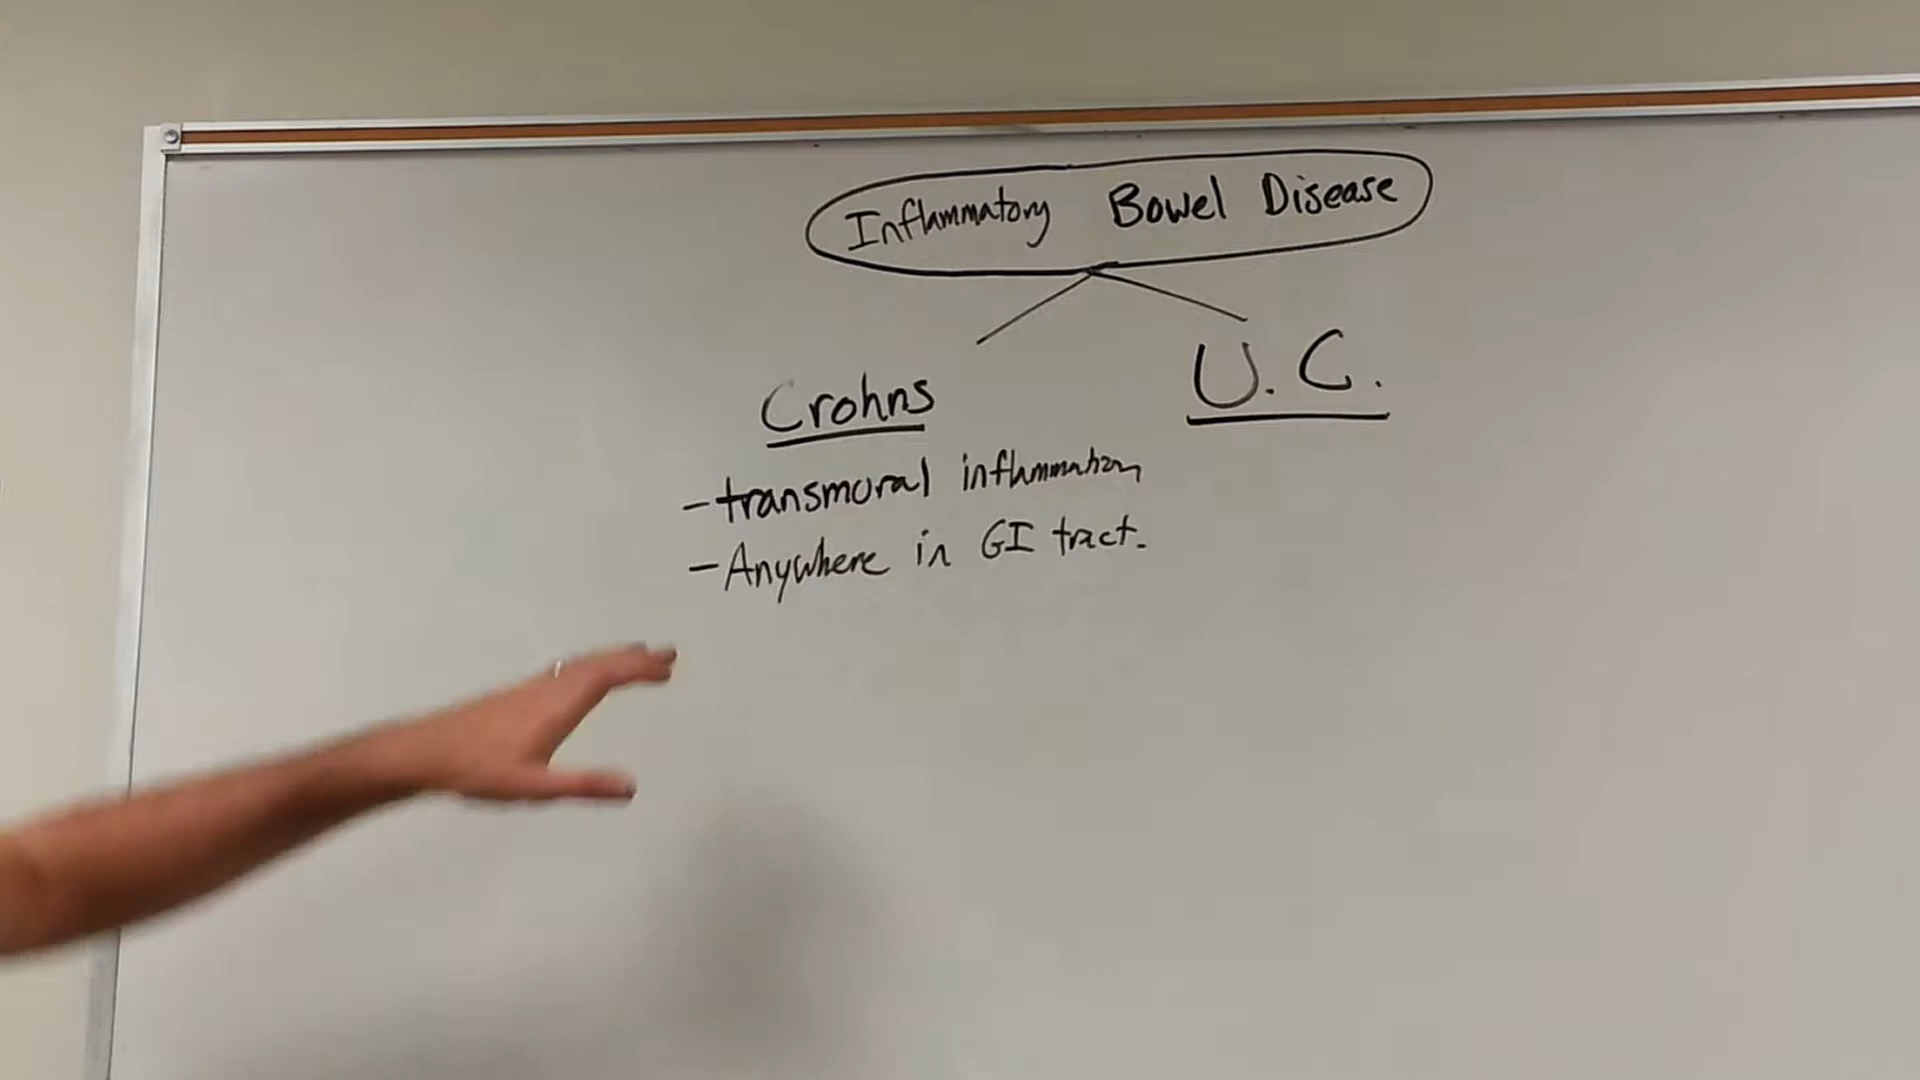 Inflammatory Bowel Disease
Crohns
U.C.
- transmural inflammation
- Anywhere in GI tract.